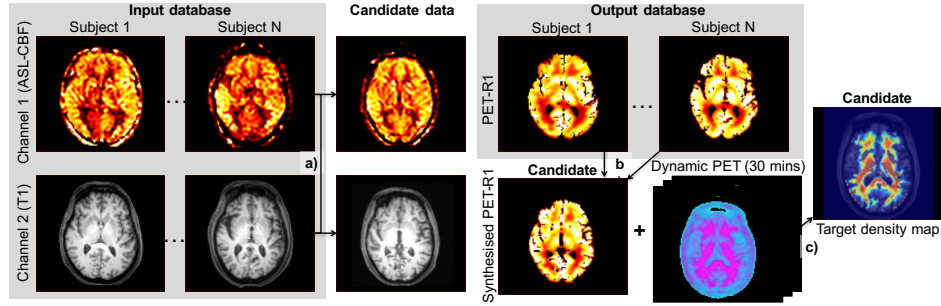 Input database
Candidate data
Output database
Subject 1
Subject N
Subject 1
Subject N
Channel 1 (ASL-CBF)
...
PET-R1
...
Candidate
a)
b
Candidate
Dynamic PET (30 mins)
Channel 2 (T1)
...
Synthesised PET-R1
+
Target density map
c)